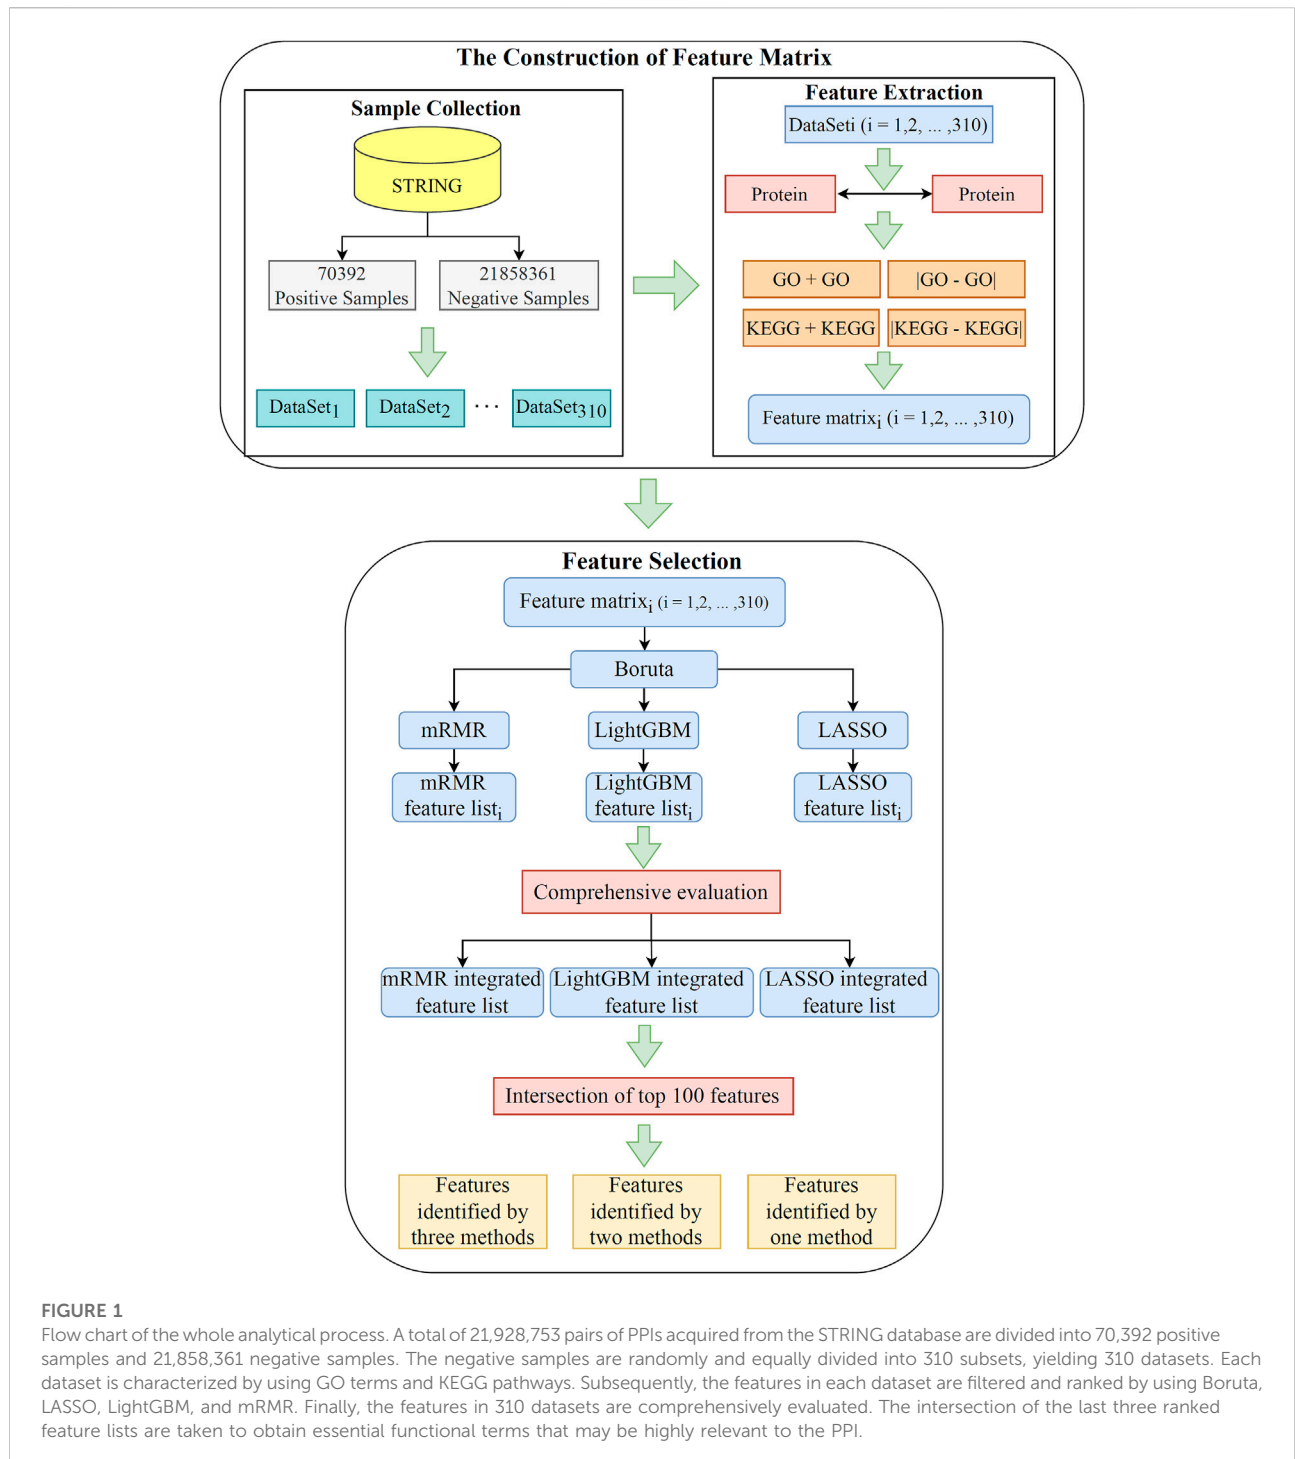 The Construction of Feature Matrix
Sample Collection
STRING
70392
Positive Samples
21858361
Negative Samples
DataSet1
DataSet2
...
DataSet310
Feature Extraction
DataSeti (i = 1,2, ... ,310)
Protein
Protein
GO + GO
|GO - GO|
KEGG + KEGG
|KEGG - KEGG|
Feature matrixi (i = 1,2, ... ,310)
Feature Selection
Feature matrixi (i = 1,2, ... ,310)
Boruta
mRMR
LightGBM
LASSO
mRMR
feature listi
LightGBM
feature listi
LASSO
feature listi
Comprehensive evaluation
mRMR integrated
feature list
LightGBM integrated
feature list
LASSO integrated
feature list
Intersection of top 100 features
Features
identified by
three methods
Features
identified by
two methods
Features
identified by
one method
FIGURE 1
Flow chart of the whole analytical process. A total of 21,928,753 pairs of PPIs acquired from the STRING database are divided into 70,392 positive
samples and 21,858,361 negative samples. The negative samples are randomly and equally divided into 310 subsets, yielding 310 datasets. Each
dataset is characterized by using GO terms and KEGG pathways. Subsequently, the features in each dataset are filtered and ranked by using Boruta,
LASSO, LightGBM, and mRMR. Finally, the features in 310 datasets are comprehensively evaluated. The intersection of the last three ranked
feature lists are taken to obtain essential functional terms that may be highly relevant to the PPI.